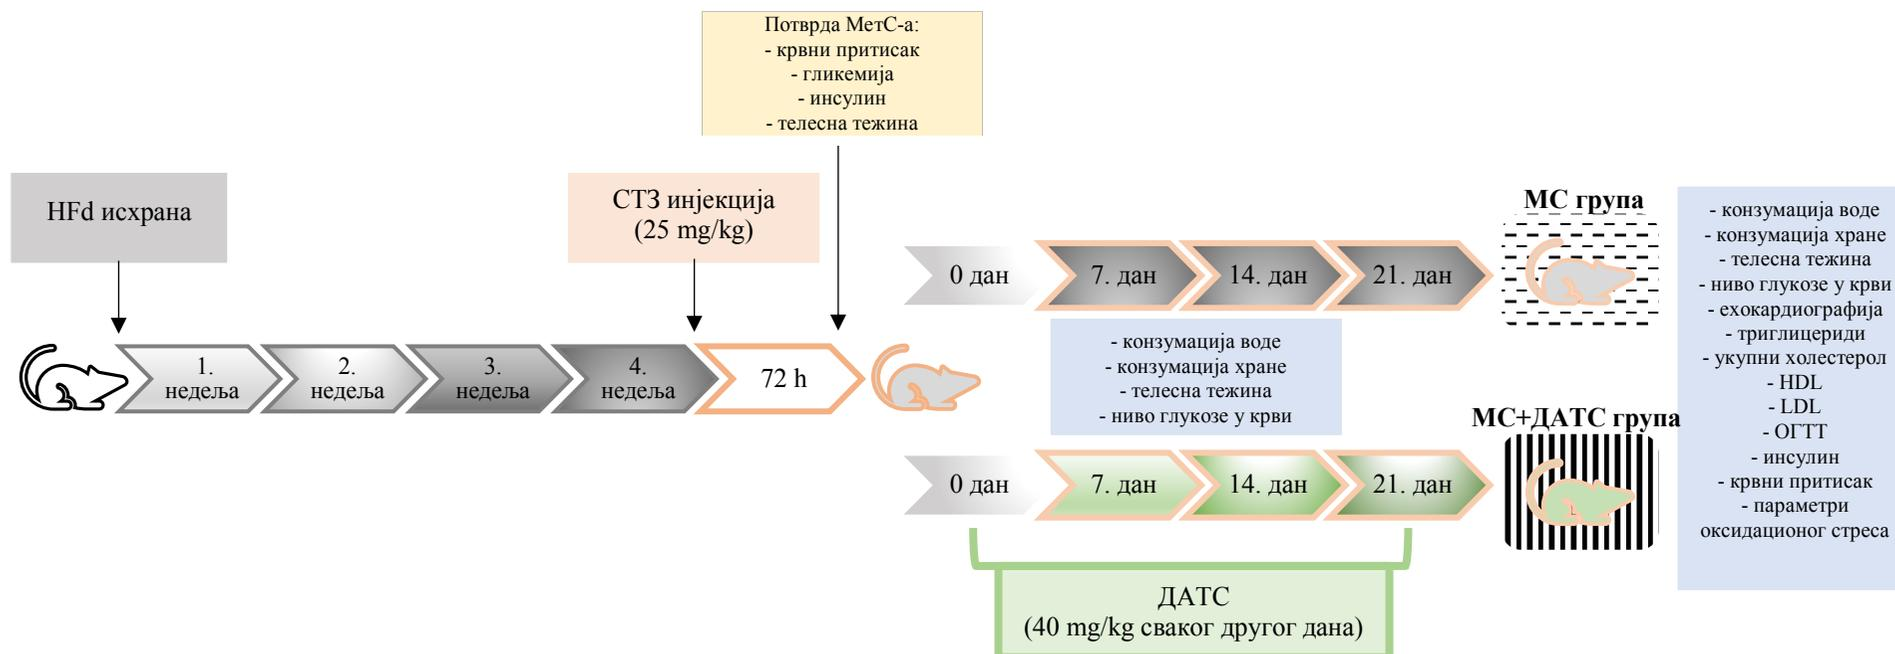 Потврда МетС-а:
- крвни притисак
- гликемија
- инсулин
- телесна тежина
HFd исхрана
СТЗ инјекција
(25 mg/kg)
1.
недеља
2.
недеља
3.
недеља
4.
недеља
72 h
0 дан
7. дан
14. дан
21. дан
МС група
- конзумација воде
- конзумација хране
- телесна тежина
- ниво глукозе у крви
0 дан
7. дан
14. дан
21. дан
МС+ДАТС група
ДАТС
(40 mg/kg сваког другог дана)
- конзумација воде
- конзумација хране
- телесна тежина
- ниво глукозе у крви
- ехокардиографија
- триглицериди
- укупни холестерол
- HDL
- LDL
- ОГТТ
- инсулин
- крвни притисак
- параметри
оксидационог стреса